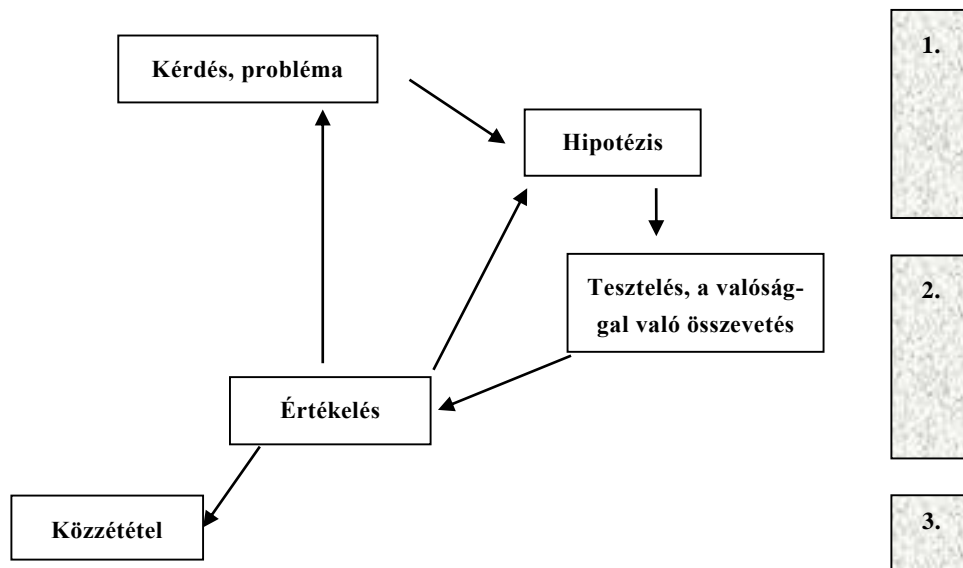 Kérdés, probléma
Hipotézis
Tesztelés, a valóság-
gal való összevetés
Értékelés
Közzététel
1.
2.
3.